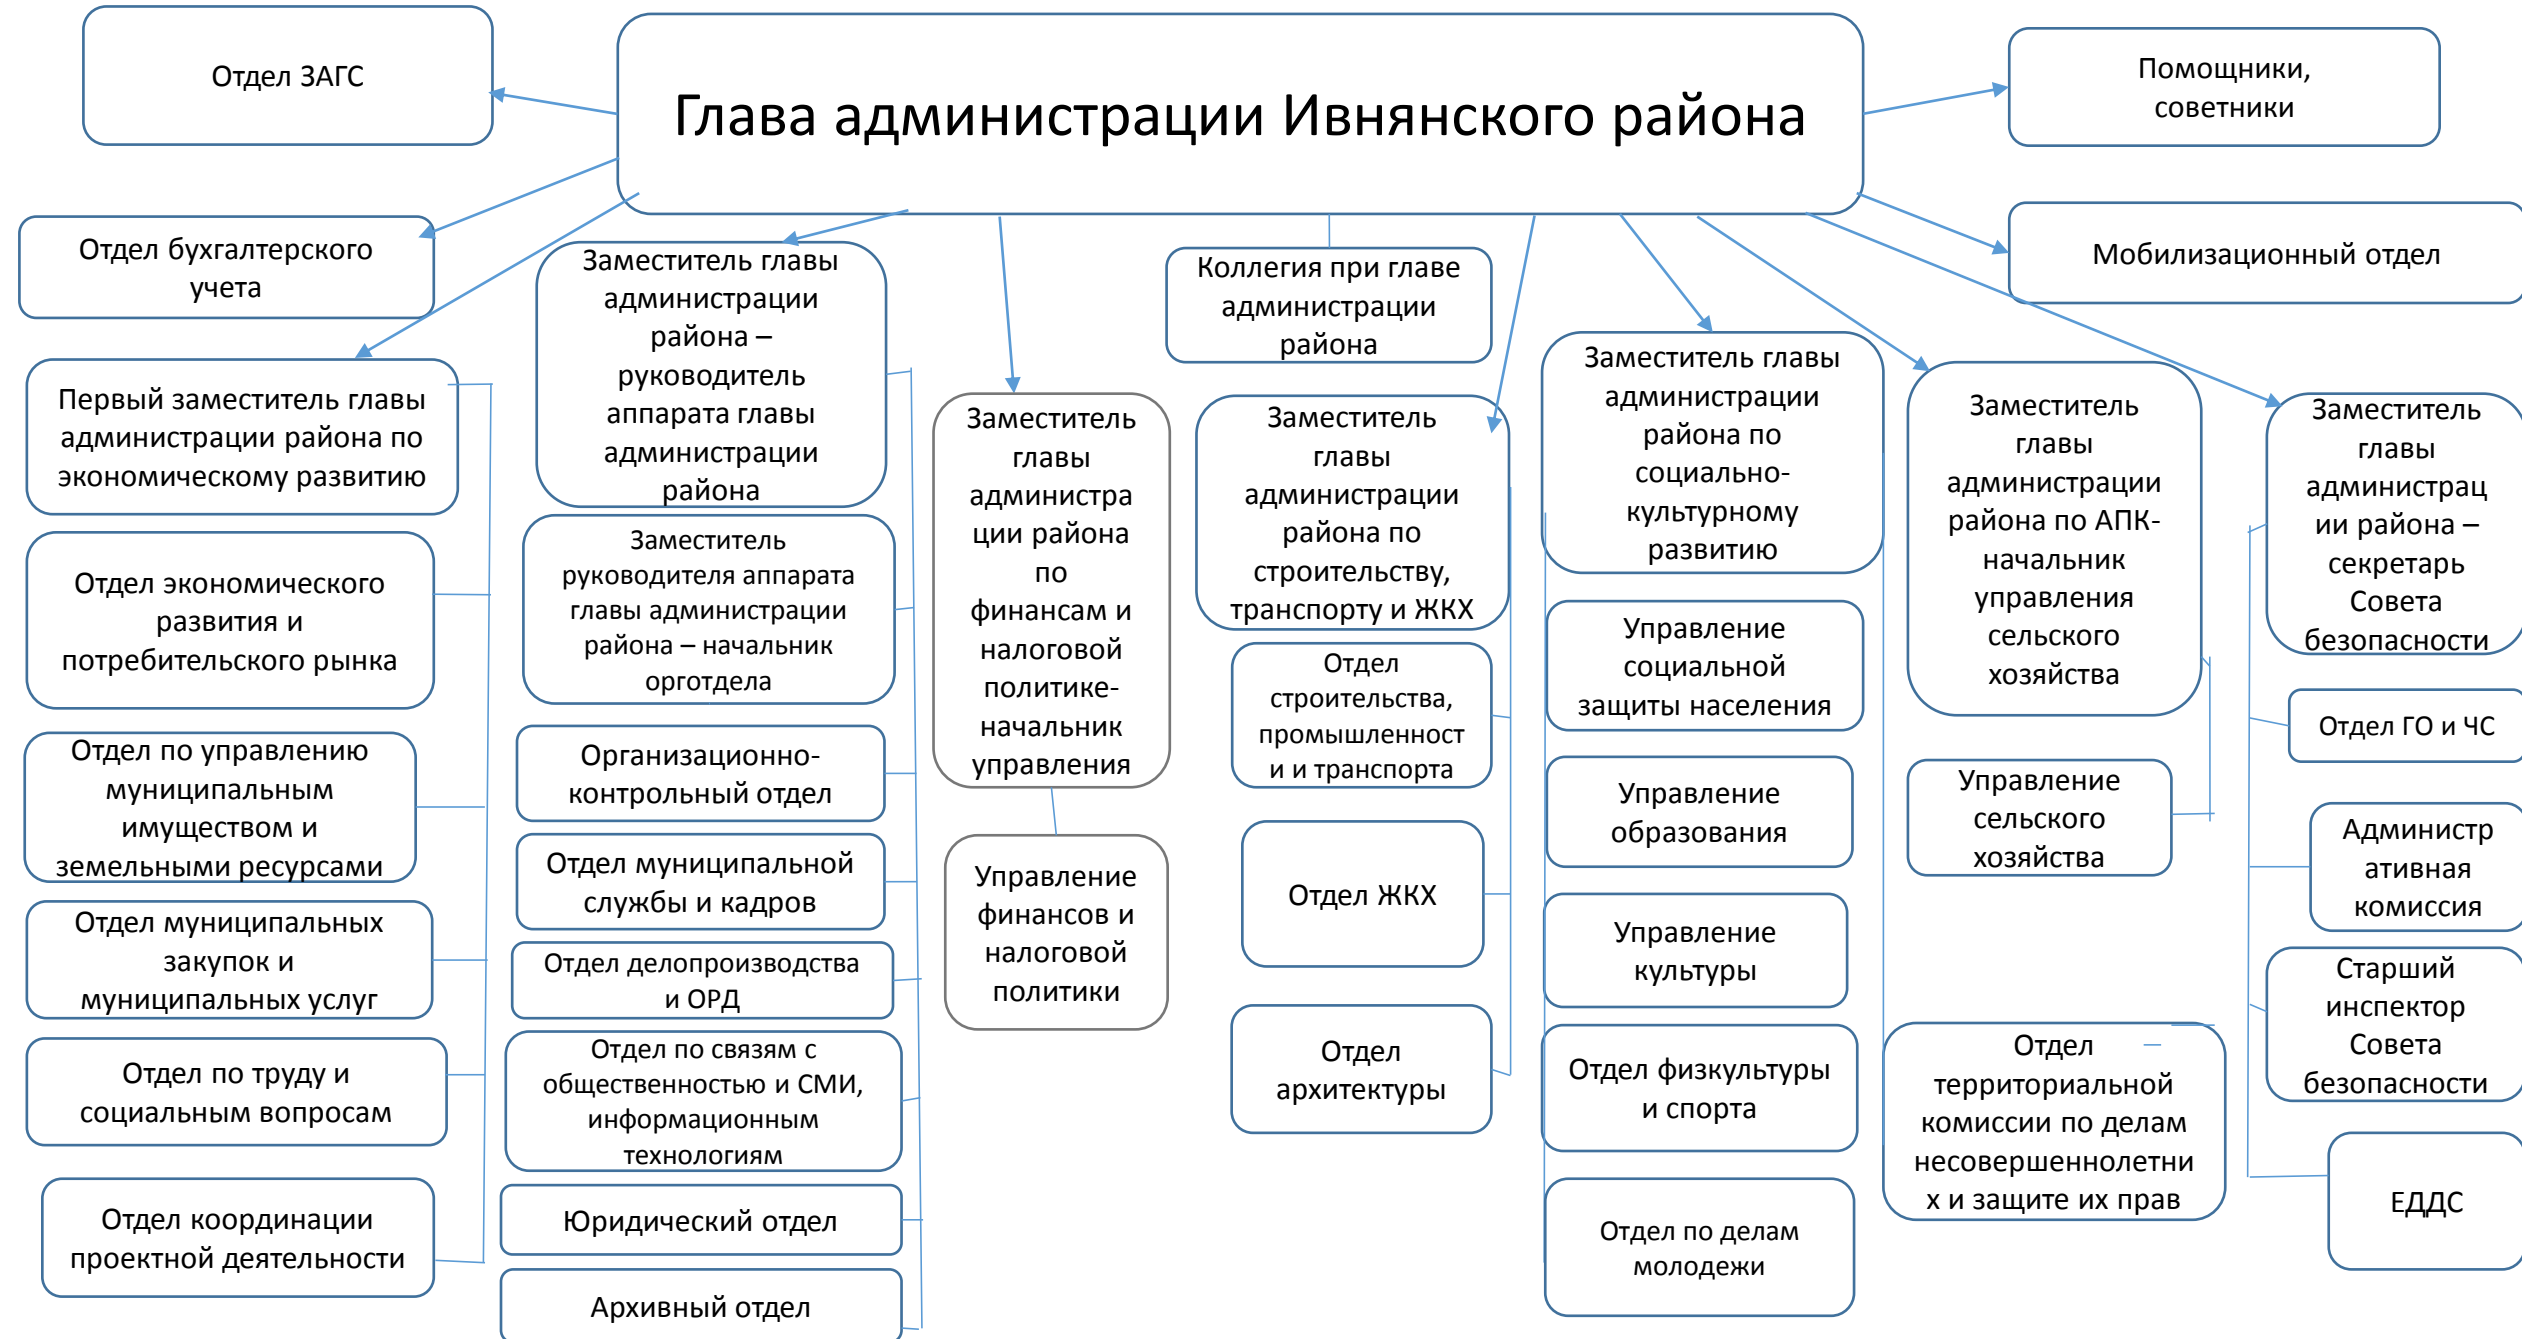 Отдел ЗАГС
Глава администрации Ивнянского района
Помощники,
советники
Отдел бухгалтерского
учета
Мобилизационный отдел
Коллегия при главе
администрации
района
Первый заместитель главы
администрации района по
экономическому развитию
Отдел экономического
развития и
потребительского рынка
Отдел по управлению
муниципальным
имуществом и
земельными ресурсами
Отдел муниципальных
закупок и
муниципальных услуг
Отдел по труду и
социальным вопросам
Отдел координации
проектной деятельности
Заместитель главы
администрации
района –
руководитель
аппарата главы
администрации
района
Заместитель
руководителя аппарата
главы администрации
района – начальник
орготдела
Организационно-
контрольный отдел
Отдел муниципальной
службы и кадров
Отдел делопроизводства
и ОРД
Отдел по связям с
общественностью и СМИ,
информационным
технологиям
Юридический отдел
Архивный отдел
Заместитель
главы
администра
ции района
по
финансам и
налоговой
политике-
начальник
управления
Управление
финансов и
налоговой
политики
Заместитель
главы
администрации
района по
строительству,
транспорту и ЖКХ
Отдел
строительства,
промышленност
и и транспорта
Отдел ЖКХ
Отдел
архитектуры
Заместитель главы
администрации
района по
социально-
культурному
развитию
Управление
социальной
защиты населения
Управление
образования
Управление
культуры
Отдел физкультуры
и спорта
Отдел по делам
молодежи
Заместитель
главы
администрации
района по АПК-
начальник
управления
сельского
хозяйства
Управление
сельского
хозяйства
Отдел
территориальной
комиссии по делам
несовершеннолетни
х и защите их прав
Заместитель
главы
администрац
ии района –
секретарь
Совета
безопасности
Отдел ГО и ЧС
Администр
ативная
комиссия
Старший
инспектор
Совета
безопасности
ЕДДС